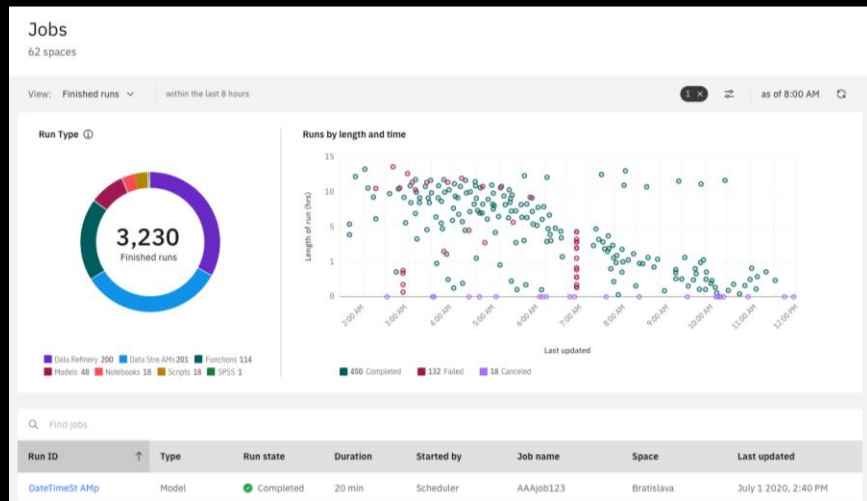 Jobs
62 spaces
View: Finished runs within the last 8 hours 1 × as of 8:00 AM
Run Type
3,230
Finished runs
Data Refinery 200 Data Stre AMs 201 Functions 114
Models 48 Notebooks 18 Scripts 18 SPSS 1
Runs by length and time
Length of run (hrs)
15
10
5
1
0
2:00 AM 3:00 AM 4:00 AM 5:00 AM 6:00 AM 7:00 AM 8:00 AM 9:00 AM 10:00 AM 11:00 AM 12:00 PM
Last updated
450 Completed 132 Failed 18 Canceled
Find jobs
Run ID Type Run state Duration Started by Job name Space Last updated
DateTimeSt AMp Model Completed 20 min Scheduler AAAjob123 Bratislava July 1 2020, 2:40 PM